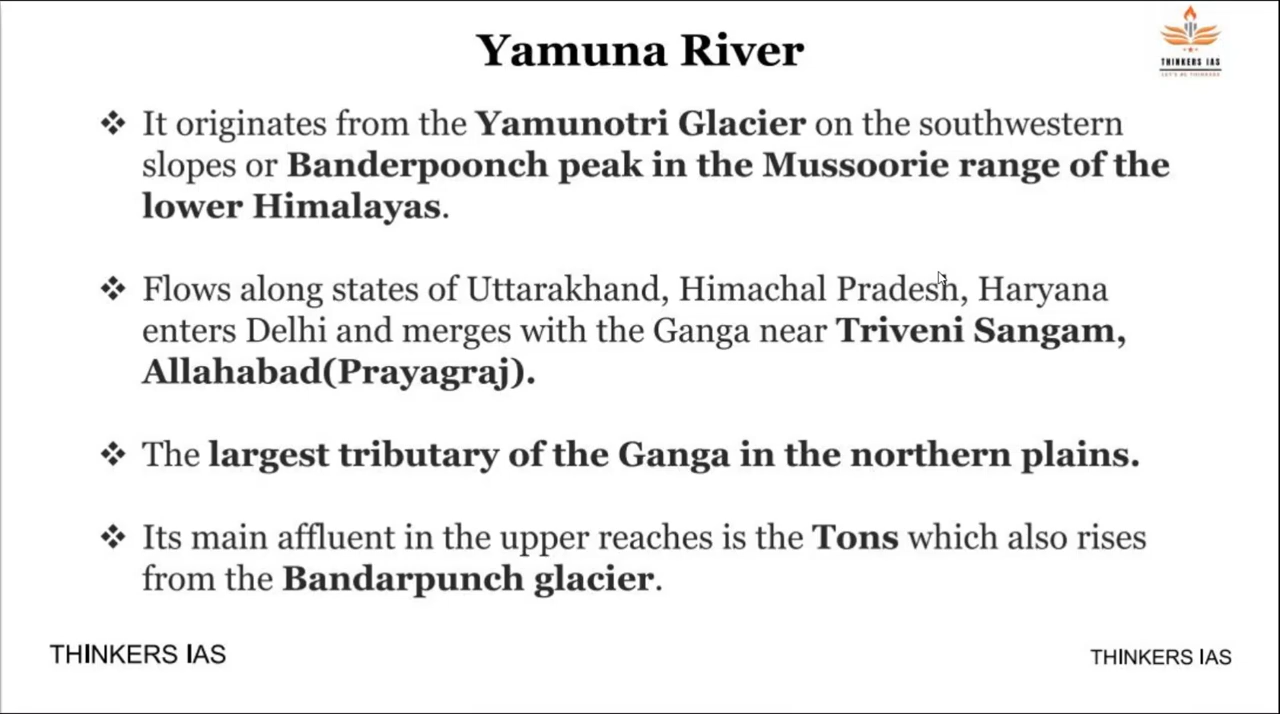 Yamuna River
THINKERS IAS
LET'S BE THINKERS
❖ It originates from the Yamunotri Glacier on the southwestern
slopes or Banderpoonch peak in the Mussoorie range of the
lower Himalayas.
❖ Flows along states of Uttarakhand, Himachal Pradesh, Haryana
enters Delhi and merges with the Ganga near Triveni Sangam,
Allahabad(Prayagraj).
❖ The largest tributary of the Ganga in the northern plains.
❖ Its main affluent in the upper reaches is the Tons which also rises
from the Bandarpunch glacier.
THINKERS IAS
THINKERS IAS